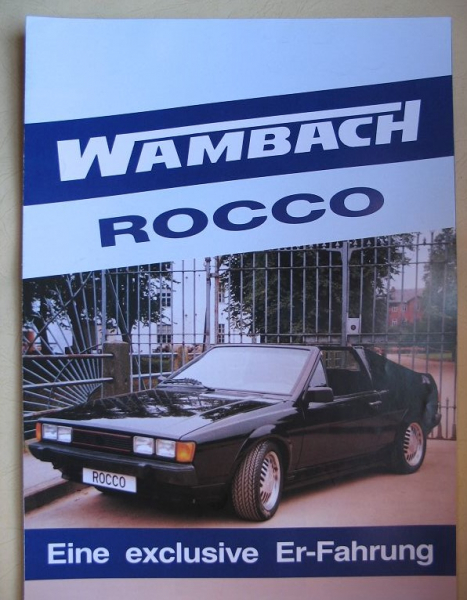 WAMBACH
ROCCO
ROCCO
Eine exclusive Er-Fahrung